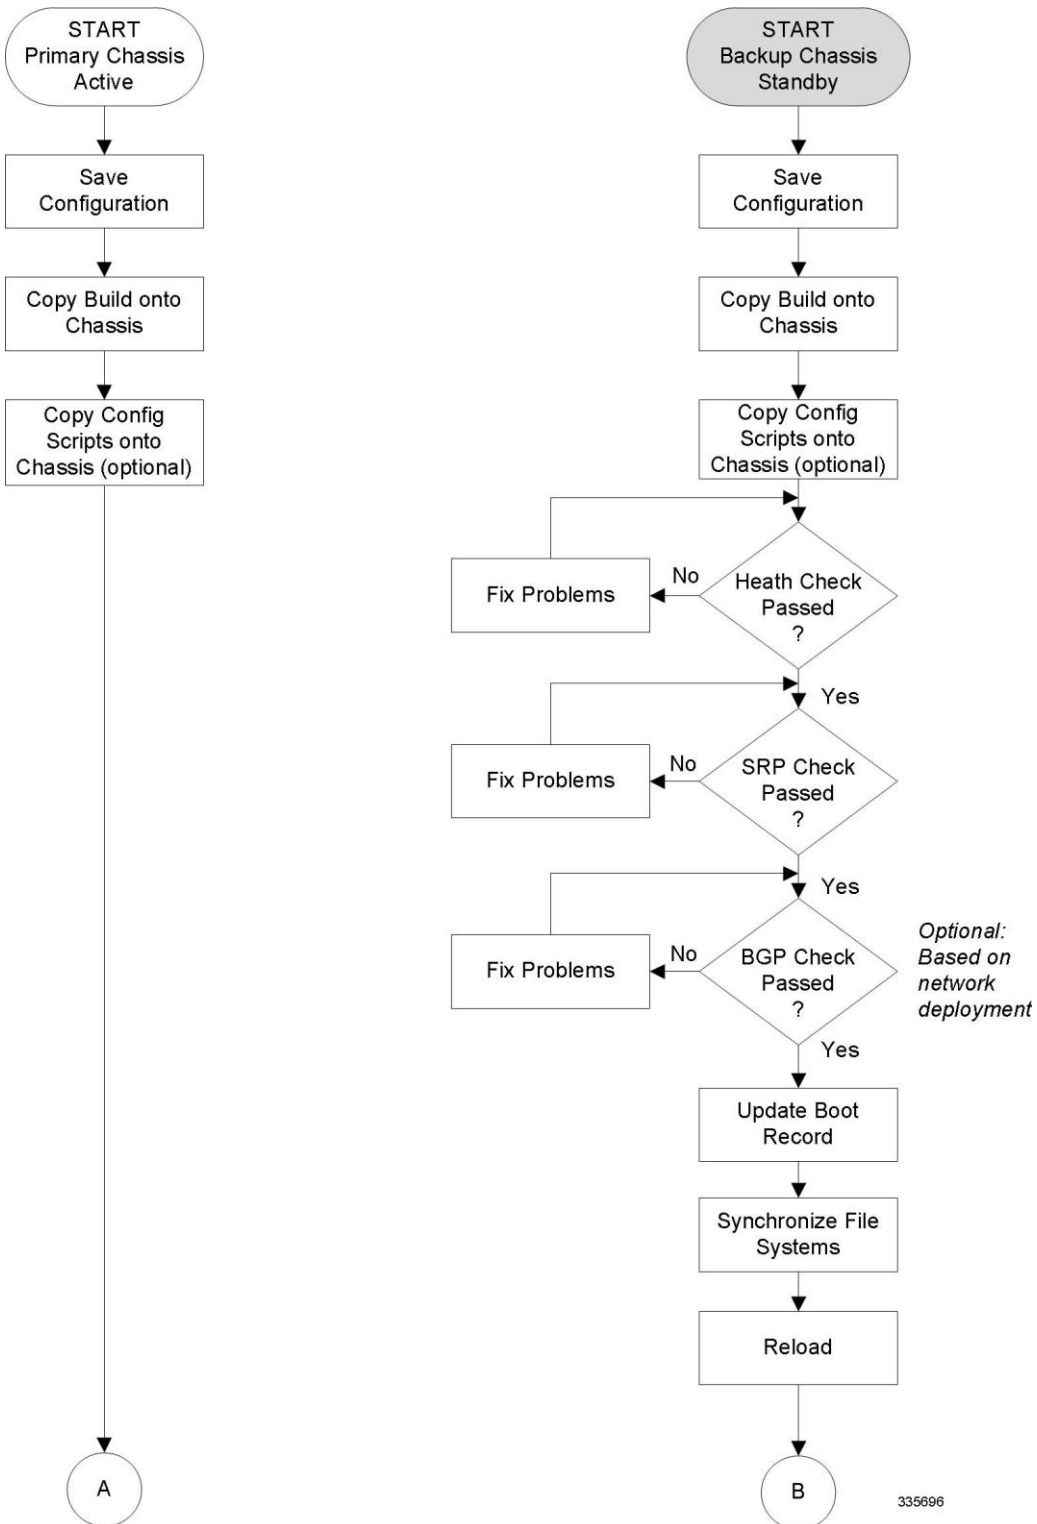 START
Primary Chassis
Active
Save
Configuration
Copy Build onto
Chassis
Copy Config
Scripts onto
Chassis (optional)
A
START
Backup Chassis
Standby
Save
Configuration
Copy Build onto
Chassis
Copy Config
Scripts onto
Chassis (optional)
Heath Check
Passed
?
No
Fix Problems
Yes
SRP Check
Passed
?
No
Fix Problems
Yes
BGP Check
Passed
?
No
Fix Problems
Optional:
Based on
network
deployment
Yes
Update Boot
Record
Synchronize File
Systems
Reload
B
335696